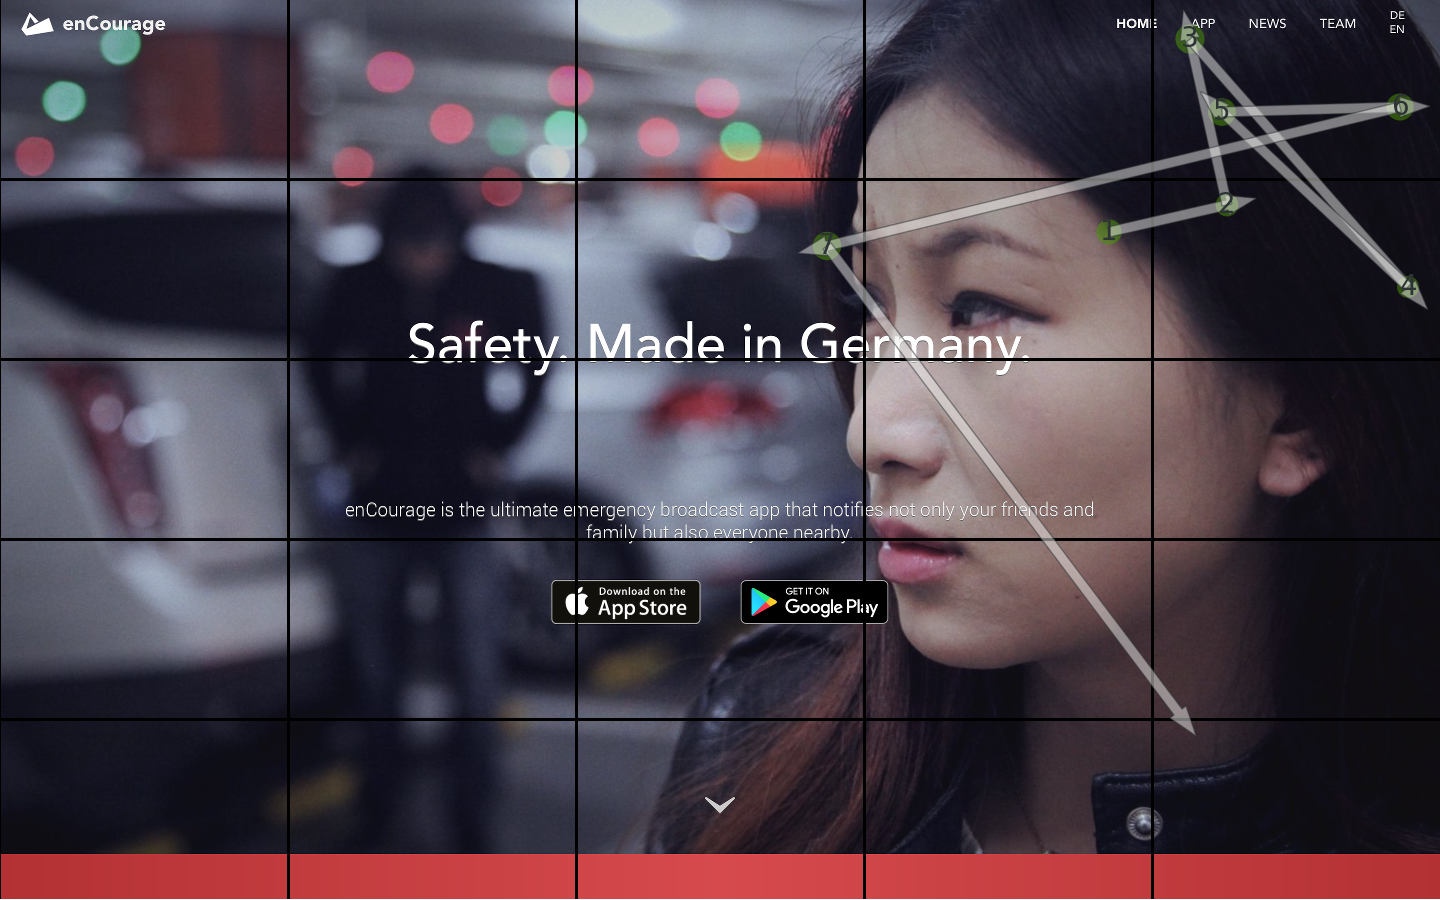 enCourage
HOME APP NEWS TEAM DE
EN
3
5 6
2
1
7
4
Safety. Made in Germany.
enCourage is the ultimate emergency broadcast app that notifies not only your friends and
family but also everyone nearby.
Download on the
App Store
GET IT ON
Google Play